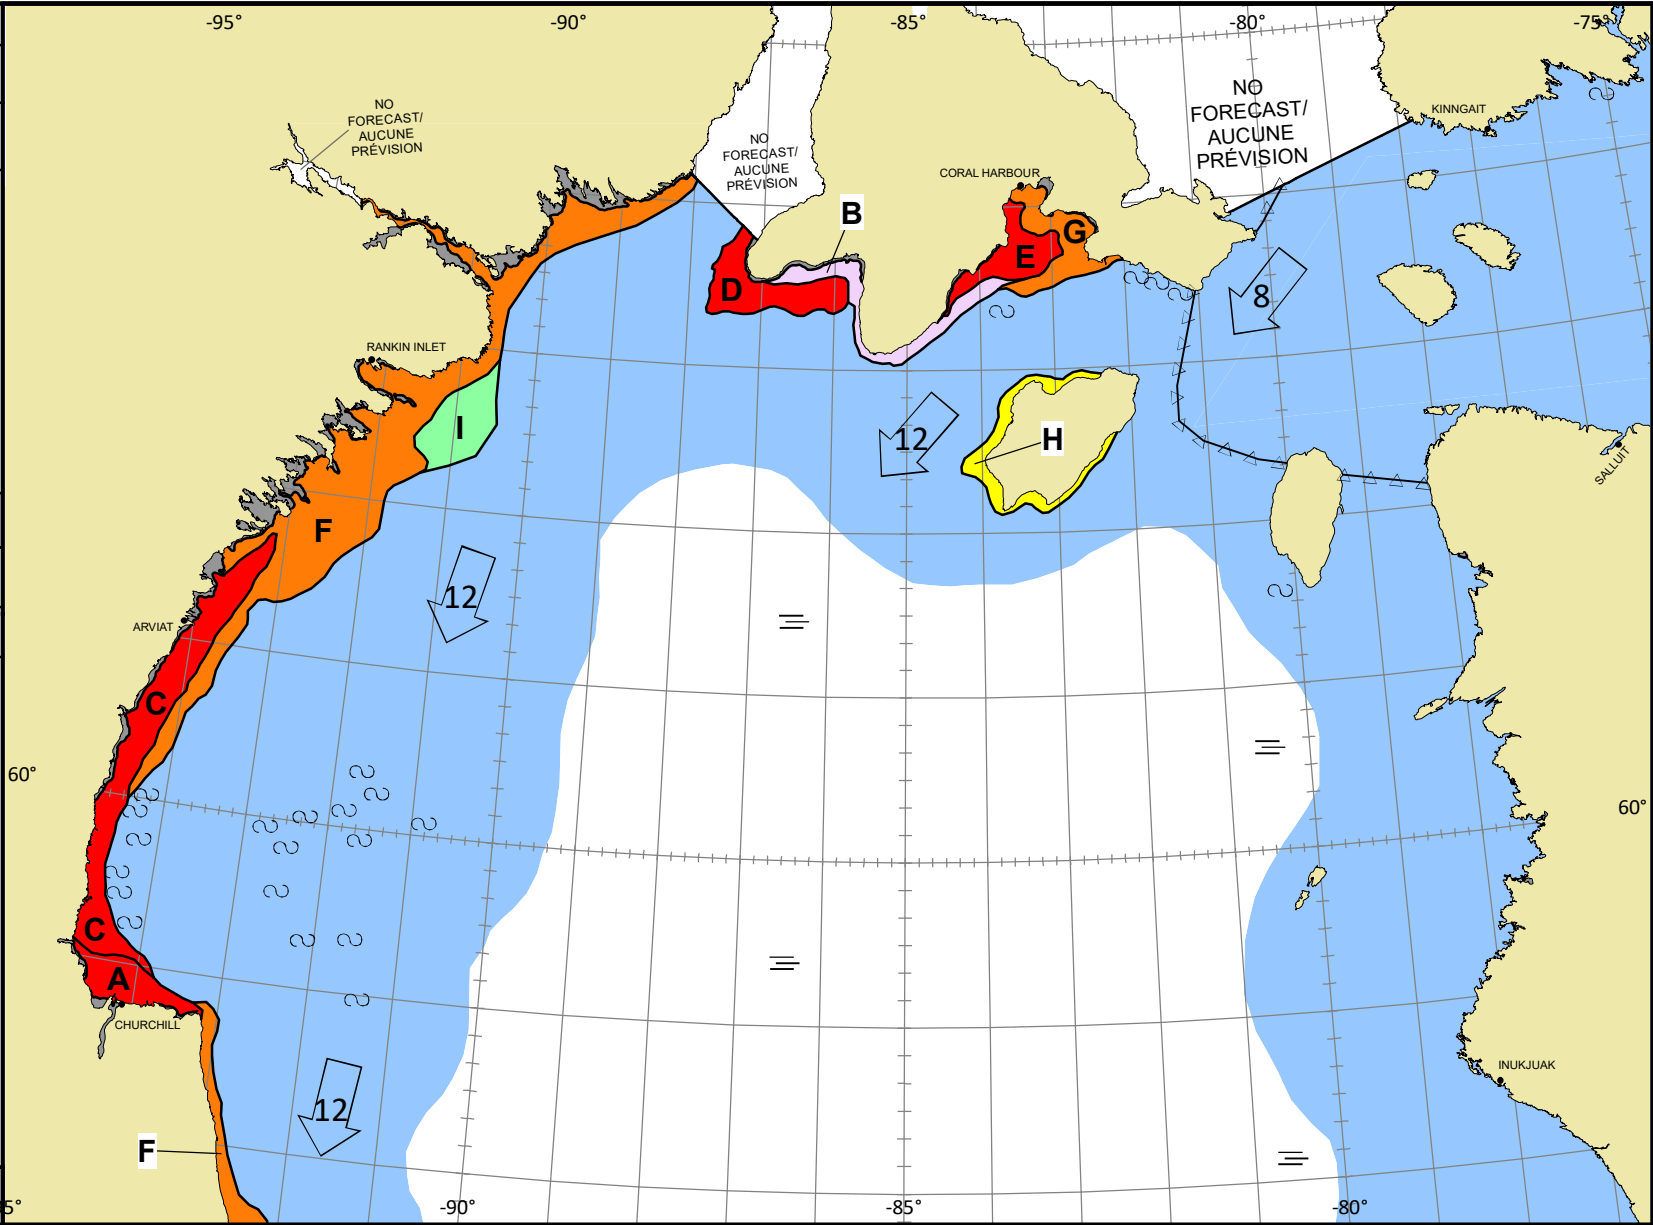 -95°
-90°
-85°
-80°
-75°
NO
FORECAST/
AUCUNE
PRÉVISION
NO
FORECAST/
AUCUNE
PRÉVISION
NO
FORECAST/
AUCUNE
PRÉVISION
KINNGAIT
CORAL HARBOUR
B
G
E
D
8
RANKIN INLET
I
12
H
SALLUIT
F
12
ARVIAT
C
60°
60°
C
A
CHURCHILL
INUKJUAK
12
F
5°
-90°
-85°
-80°